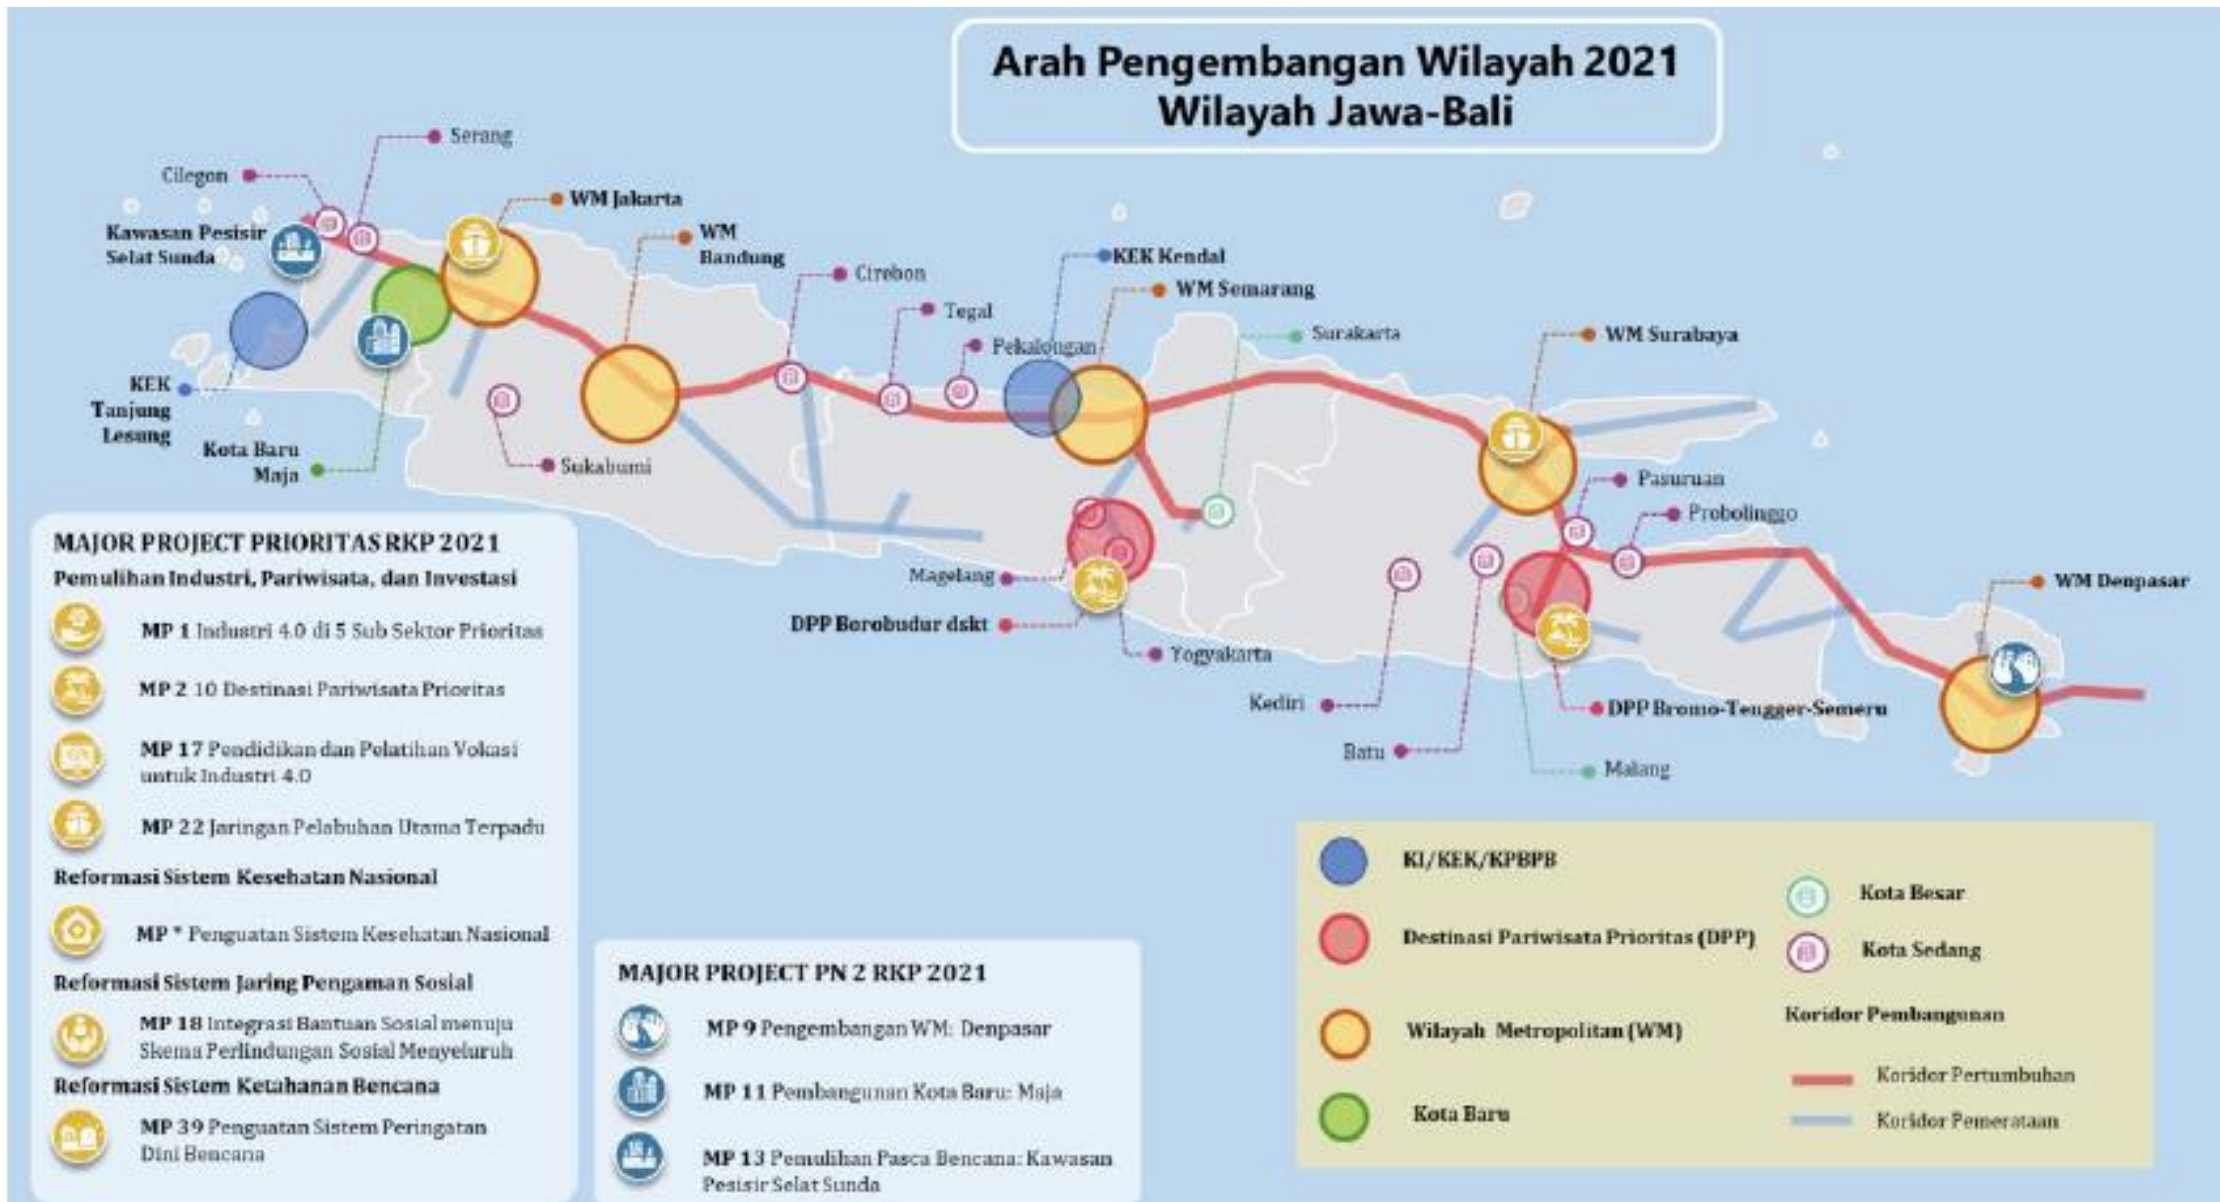 Arah Pengembangan Wilayah 2021
Wilayah Jawa-Bali
Serang
Cilegon
WM Jakarta
Kawasan Pesisir
Selat Sunda
WM
Bandung
KEK Kendal
Cirebon
WM Semarang
Tegal
Surakarta
WM Surabaya
Pekalongan
KEK
Tanjung
Lesung
Kota Baru
Maja
Sukabumi
Pasuruan
Probolinggo
Magelang
WM Denpasar
DPP Borobudur dskt
Yogyakarta
Kediri
DPP Bromo-Tengger-Semeru
Batu
Malang
MAJOR PROJECT PRIORITAS RKP 2021
Pemulihan Industri, Pariwisata, dan Investasi
MP 1 Industri 4.0 di 5 Sub Sektor Prioritas
MP 2 10 Destinasi Pariwisata Prioritas
MP 17 Pendidikan dan Pelatihan Vokasi
untuk Industri 4.0
MP 22 Jaringan Pelabuhan Utama Terpadu
Reformasi Sistem Kesehatan Nasional
MP * Penguatan Sistem Kesehatan Nasional
Reformasi Sistem Jaring Pengaman Sosial
MP 18 Integrasi Bantuan Sosial menuju
Skema Perlindungan Sosial Menyeluruh
Reformasi Sistem Ketahanan Bencana
MP 39 Penguatan Sistem Peringatan
Dini Bencana
MAJOR PROJECT PN 2 RKP 2021
MP 9 Pengembangan WM: Denpasar
MP 11 Pembangunan Kota Baru: Maja
MP 13 Pemulihan Pasca Bencana: Kawasan
Pesisir Selat Sunda
KI/KEK/KPBPB
Destinasi Pariwisata Prioritas (DPP)
Wilayah Metropolitan (WM)
Kota Baru
Kota Besar
Kota Sedang
Koridor Pembangunan
Koridor Pertumbuhan
Koridor Pemerataan